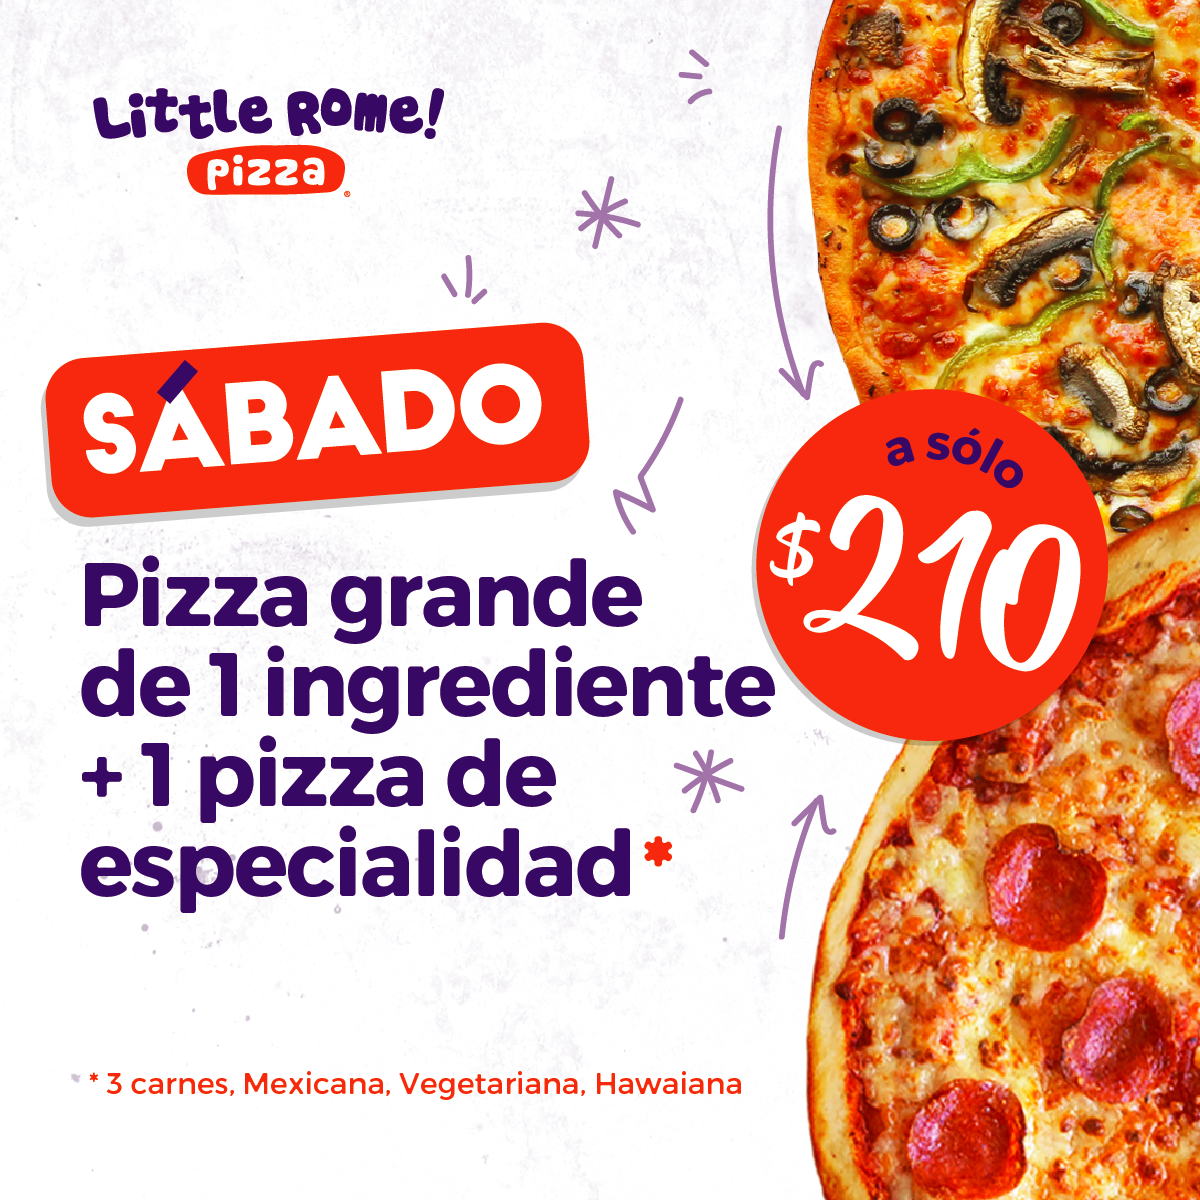 Little Rome!
pizza
®
SÁBADO
a sólo
$210
Pizza grande
de 1 ingrediente
+ 1 pizza de
especialidad*
* 3 carnes, Mexicana, Vegetariana, Hawaiana